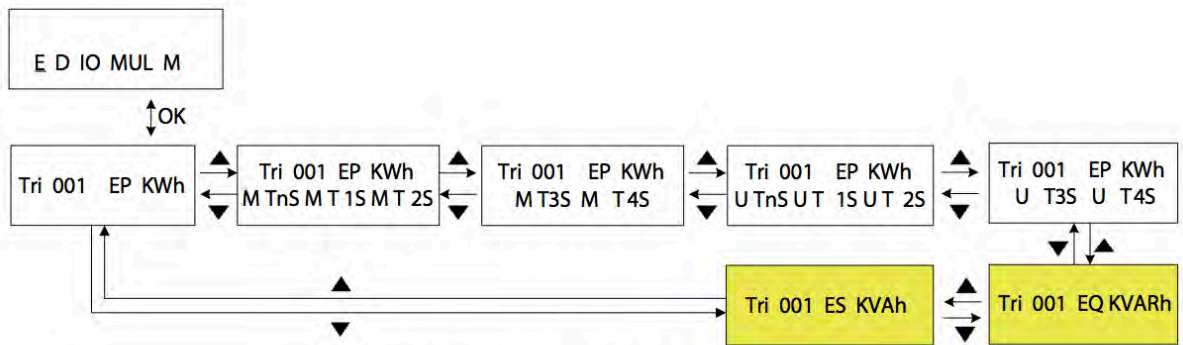 E D IO MUL M
OK
Tri 001 EP KWh
Tri 001 EP KWh
M TnS M T 1S M T 2S
Tri 001 EP KWh
M T3S M T4S
Tri 001 EP KWh
U TnS U T 1S U T 2S
Tri 001 EP KWh
U T3S U T4S
Tri 001 ES KVAh
Tri 001 EQ KVARh